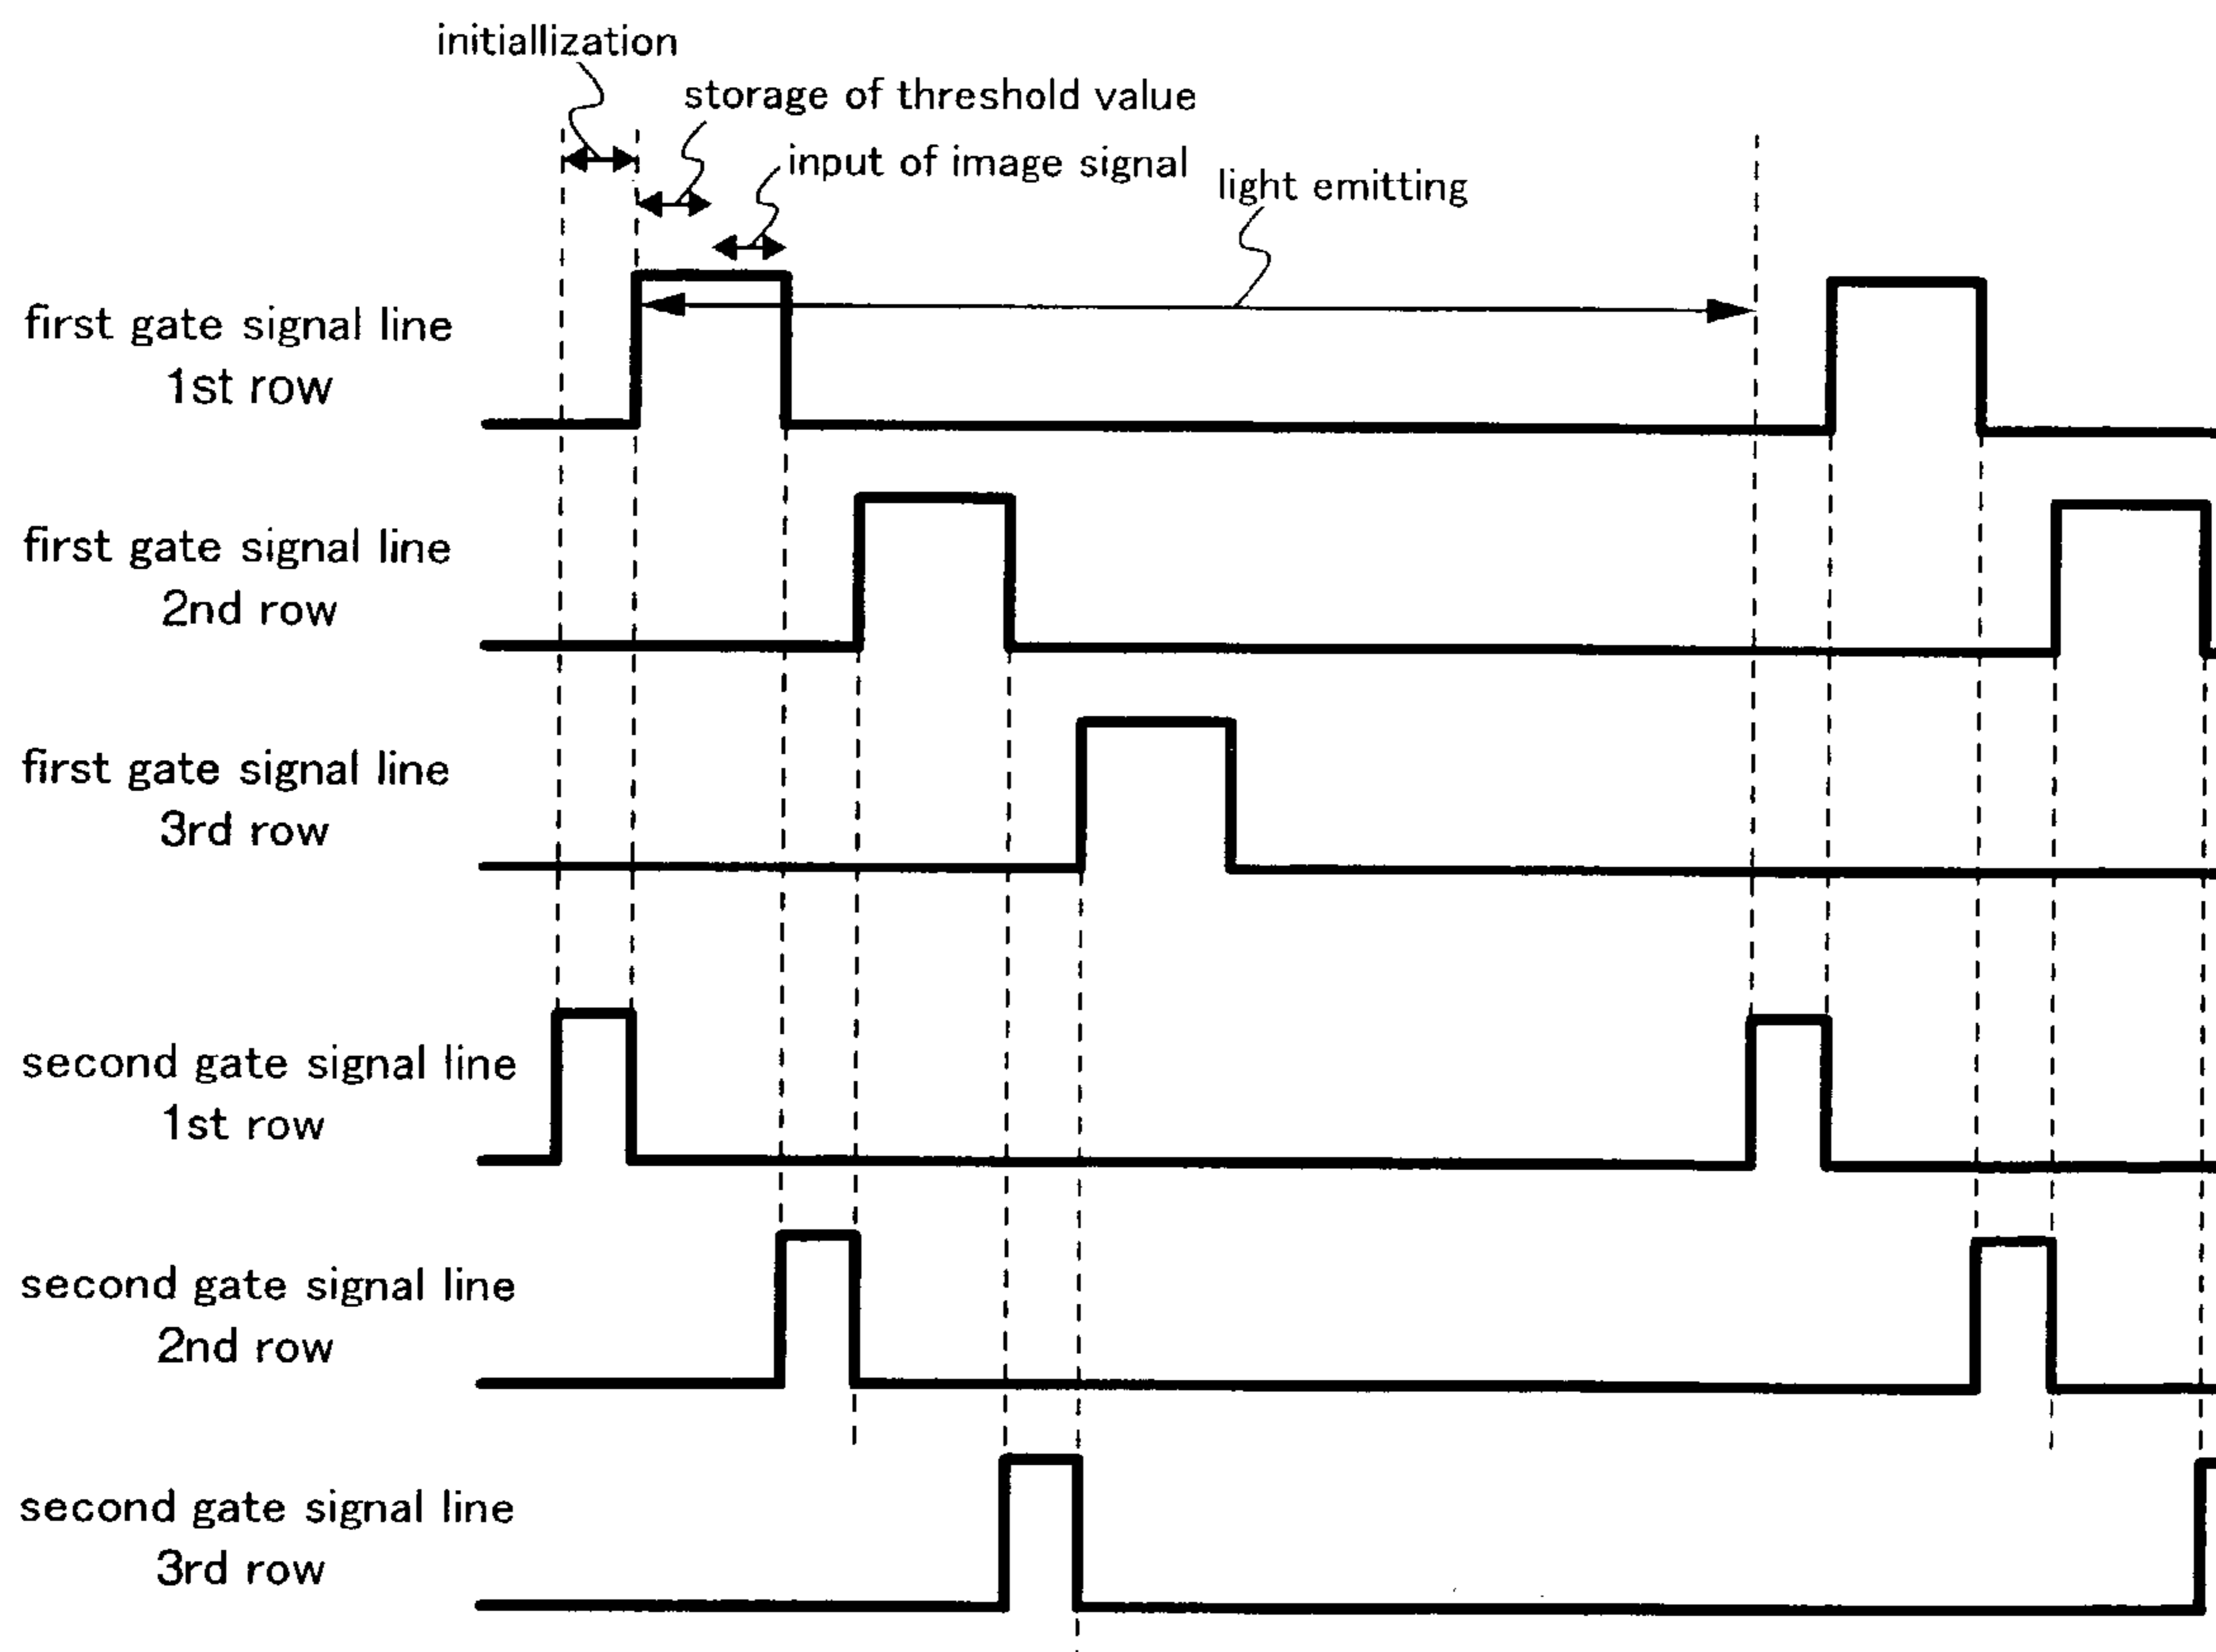 initiallization
storage of threshold value
input of image signal
light emitting
first gate signal line
1st row
first gate signal line
2nd row
first gate signal line
3rd row
second gate signal line
1st row
second gate signal line
2nd row
second gate signal line
3rd row